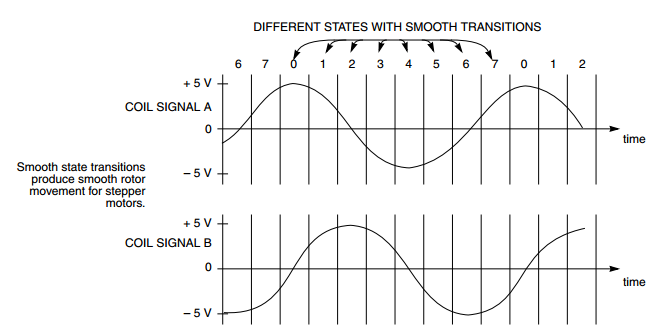 DIFFERENT STATES WITH SMOOTH TRANSITIONS
6 7 0 1 2 3 4 5 6 7 0 1 2
+ 5 V
COIL SIGNAL A
0
time
– 5 V
Smooth state transitions
produce smooth rotor
movement for stepper
motors.
+ 5 V
COIL SIGNAL B
0
time
– 5 V